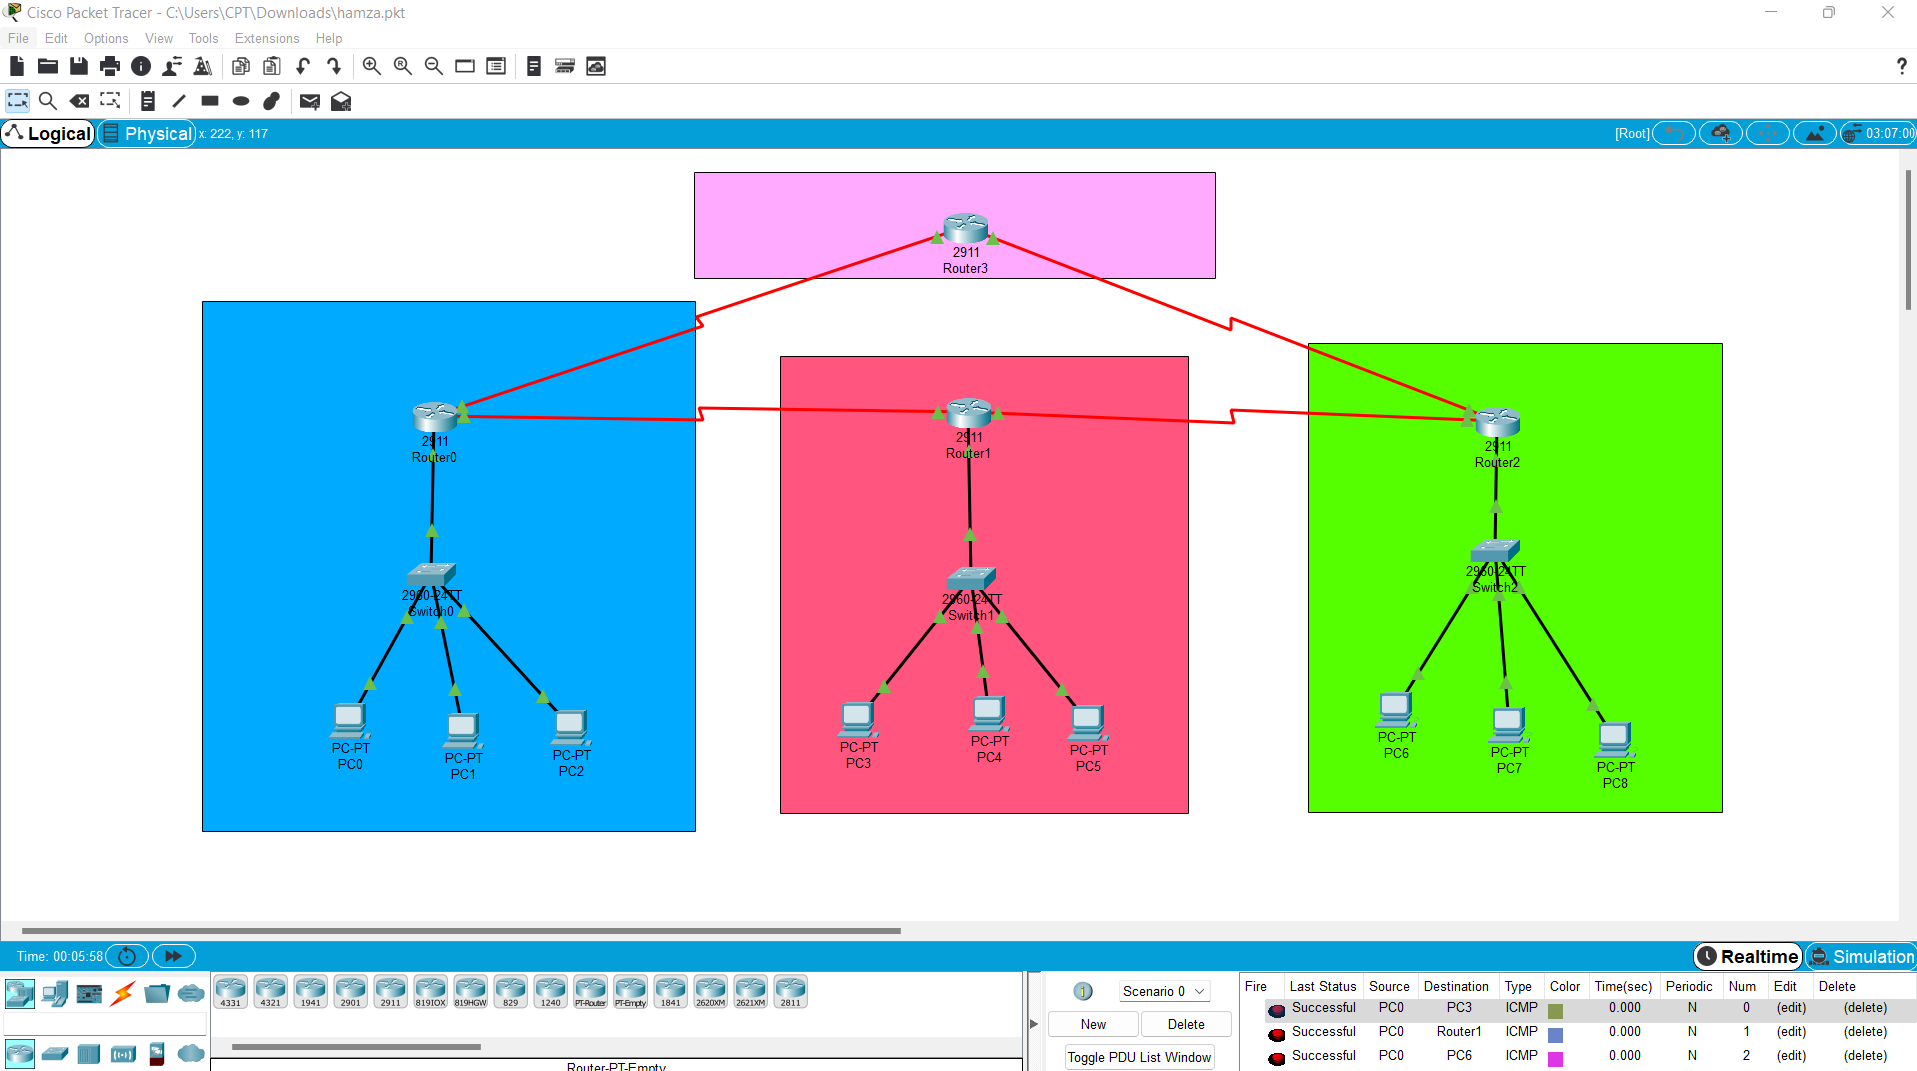 Cisco Packet Tracer - C:\Users\CPT\Downloads\hamza.pkt
File Edit Options View Tools Extensions Help
Logical Physical x: 222, y: 117 [Root] 03:07:00
2911
Router3
2911
Router0
2911
Router1
2911
Router2
2960-24TT
Switch0
2960-24TT
Switch1
2960-24TT
Switch2
PC-PT
PC0
PC-PT
PC1
PC-PT
PC2
PC-PT
PC3
PC-PT
PC4
PC-PT
PC5
PC-PT
PC6
PC-PT
PC7
PC-PT
PC8
Time: 00:05:58 Realtime Simulation
4331 4321 1941 2901 2911 819IOX 819HGW 829 1240 PT-Router PT-Empty 1841 2620XM 2621XM 2811
Router-PT-Empty
Scenario 0
New Delete
Toggle PDU List Window
Fire Last Status Source Destination Type Color Time(sec) Periodic Num Edit Delete
Successful PC0 PC3 ICMP 0.000 N 0 (edit) (delete)
Successful PC0 Router1 ICMP 0.000 N 1 (edit) (delete)
Successful PC0 PC6 ICMP 0.000 N 2 (edit) (delete)